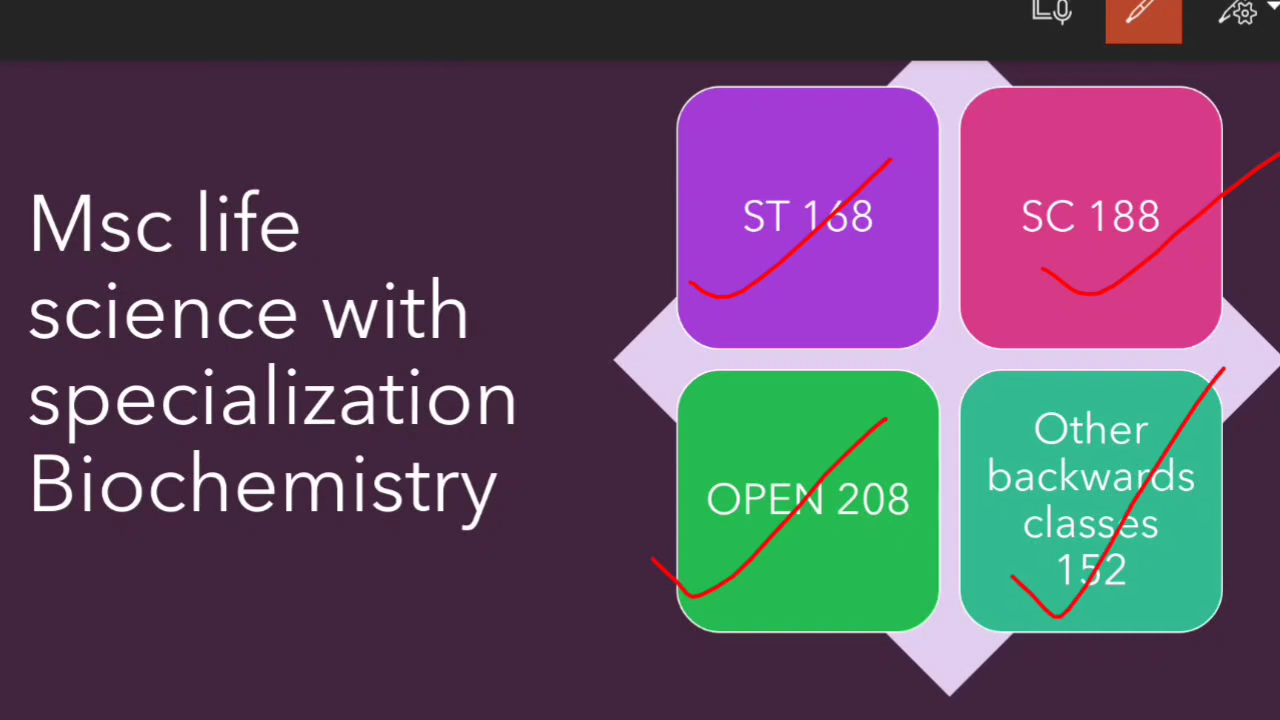 Msc life
science with
specialization
Biochemistry
ST 168
SC 188
OPEN 208
Other
backwards
classes
152